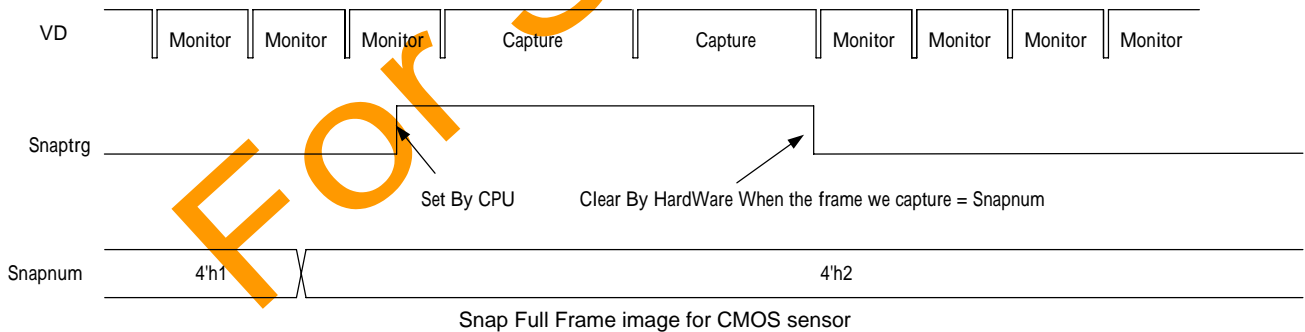 VD
Monitor Monitor Monitor Capture Capture Monitor Monitor Monitor Monitor
Snaptrg
Set By CPU Clear By HardWare When the frame we capture = Snapnum
Snapnum 4'h1 4'h2
Snap Full Frame image for CMOS sensor
For